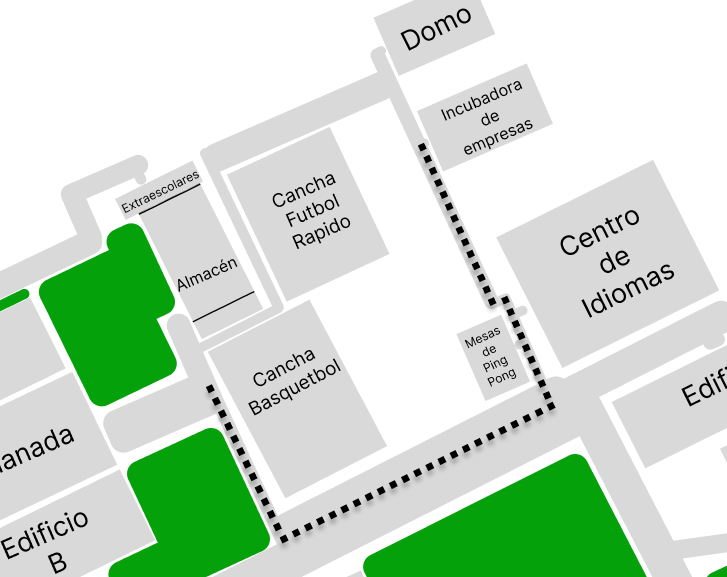 Domo
Incubadora
de
empresas
Extraescolares
Cancha
Futbol
Rapido
Centro
de
Idiomas
Almacén
Mesas
de
Ping
Pong
Cancha
Basquetbol
Edifi
anada
Edificio
B